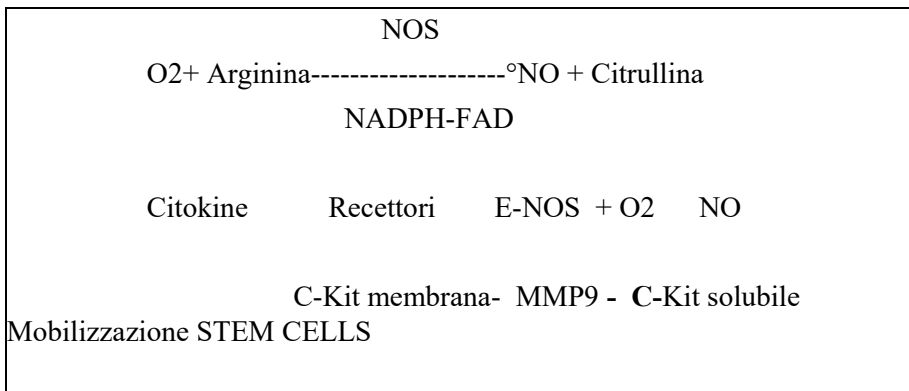 NOS
O2+ Arginina--------------------°NO + Citrullina
NADPH-FAD
Citokine Recettori E-NOS + O2 NO
C-Kit membrana- MMP9 - C-Kit solubile
Mobilizzazione STEM CELLS